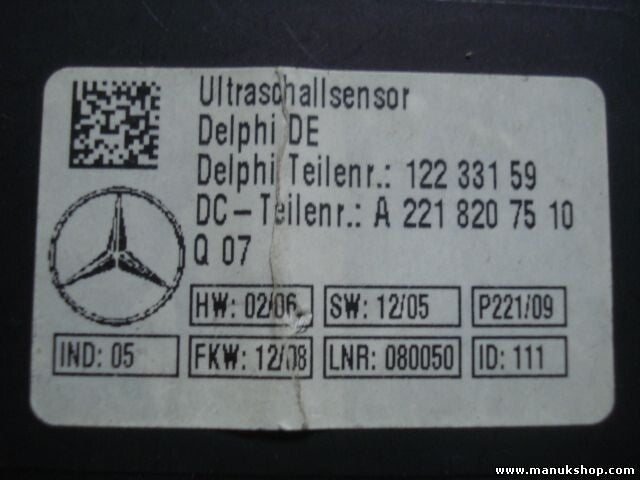 Ultraschallsensor
Delphi DE
Delphi Teilenr.: 122 331 59
DC-Teilenr.: A 221 820 75 10
Q 07
HW: 02/06 SW: 12/05 P221/09
IND: 05 FKW: 12/08 LNR: 080050 ID: 111
www.manukshop.com